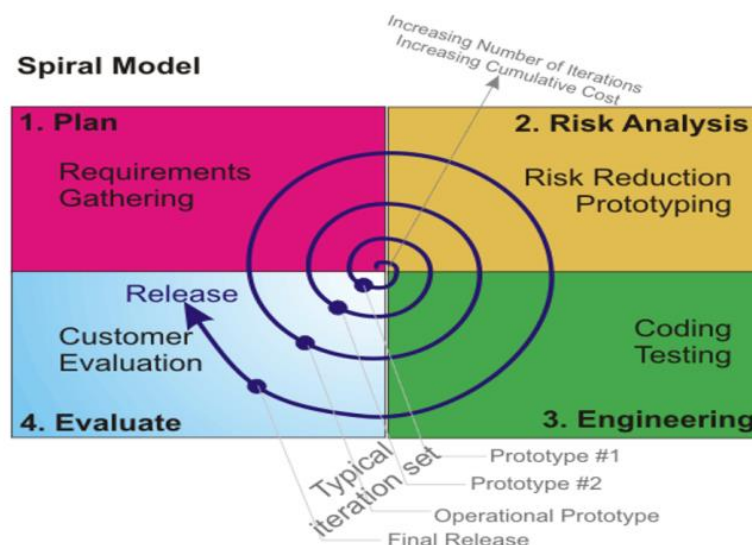 Spiral Model
Increasing Number of Iterations
Increasing Cumulative Cost
1. Plan
Requirements
Gathering
2. Risk Analysis
Risk Reduction
Prototyping
Release
Customer
Evaluation
4. Evaluate
Coding
Testing
3. Engineering
Typical
iteration set
Prototype #1
Prototype #2
Operational Prototype
Final Release